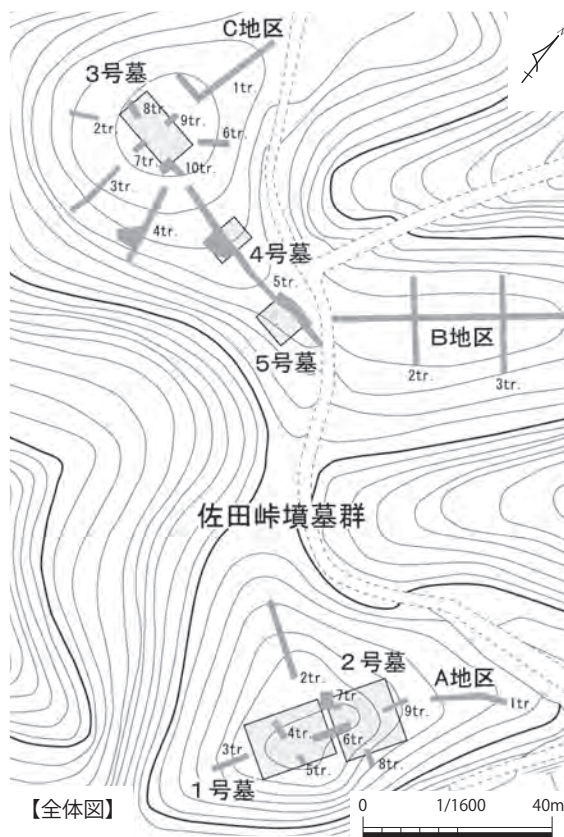 C地区
3号墓
1tr.
8tr.
9tr.
2tr.
6tr.
7tr.
10tr.
3tr.
4tr.
4号墓
5tr.
5号墓
B地区
2tr.
3tr.
佐田峠墳墓群
2tr.
2号墓
A地区
7tr.
9tr.
1tr.
4tr.
6tr.
3tr.
5tr.
8tr.
1号墓
【全体図】
0 1/1600 40m